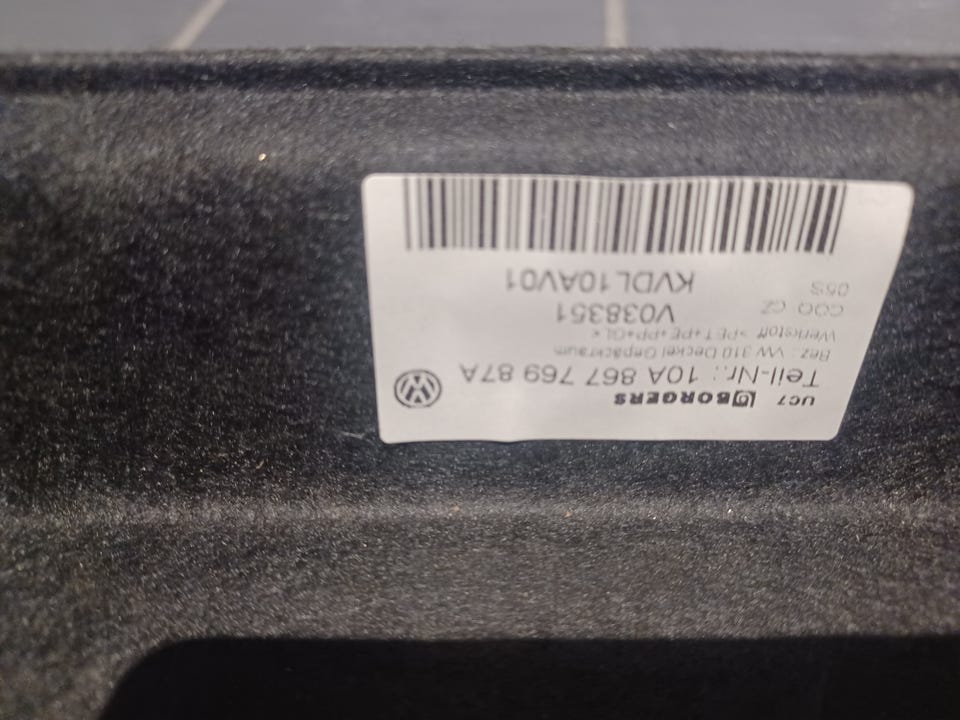 UC7 BORGERS
Teil-Nr.: 10A 867 769 87A
Bez.: VW 310 Deckel Gepäckraum
Werkstoff >PET+PE+PP+GL<
COO: CZ V038351
05S KVDL10AV01